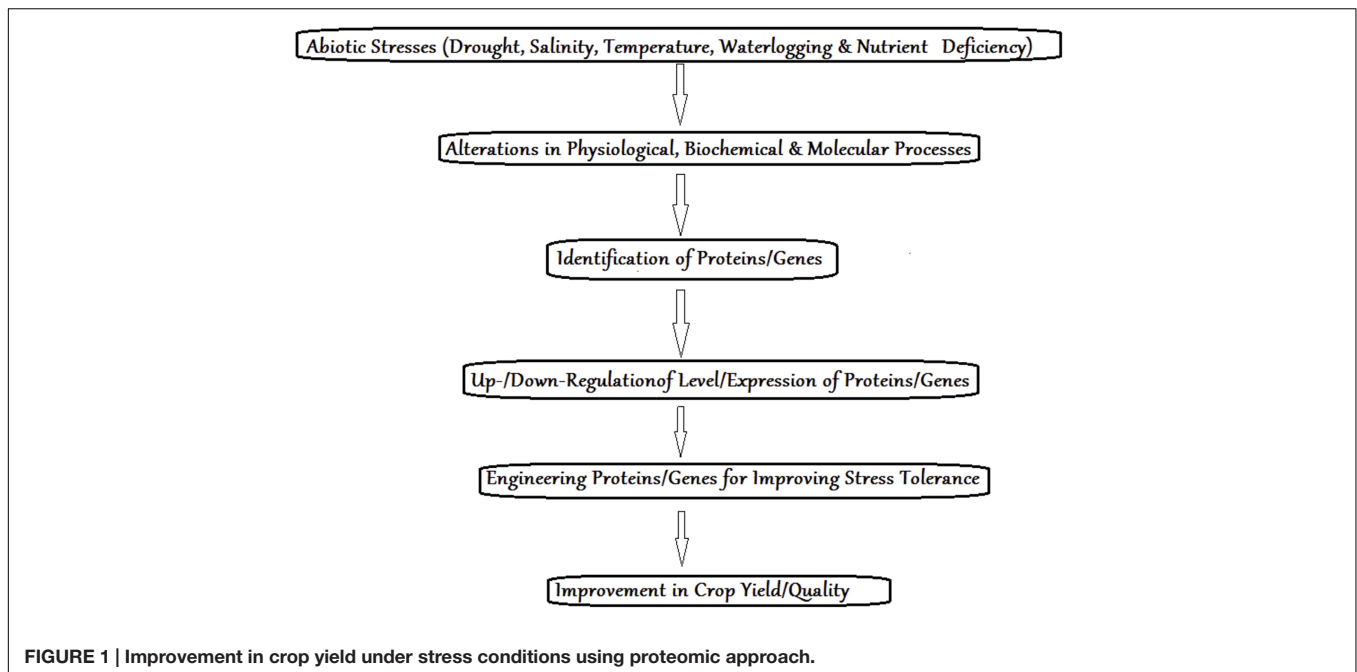 Abiotic Stresses (Drought, Salinity, Temperature, Waterlogging & Nutrient Deficiency)
Alterations in Physiological, Biochemical & Molecular Processes
Identification of Proteins/Genes
Up-/Down-Regulationof Level/Expression of Proteins/Genes
Engineering Proteins/Genes for Improving Stress Tolerance
Improvement in Crop Yield/Quality
FIGURE 1 | Improvement in crop yield under stress conditions using proteomic approach.